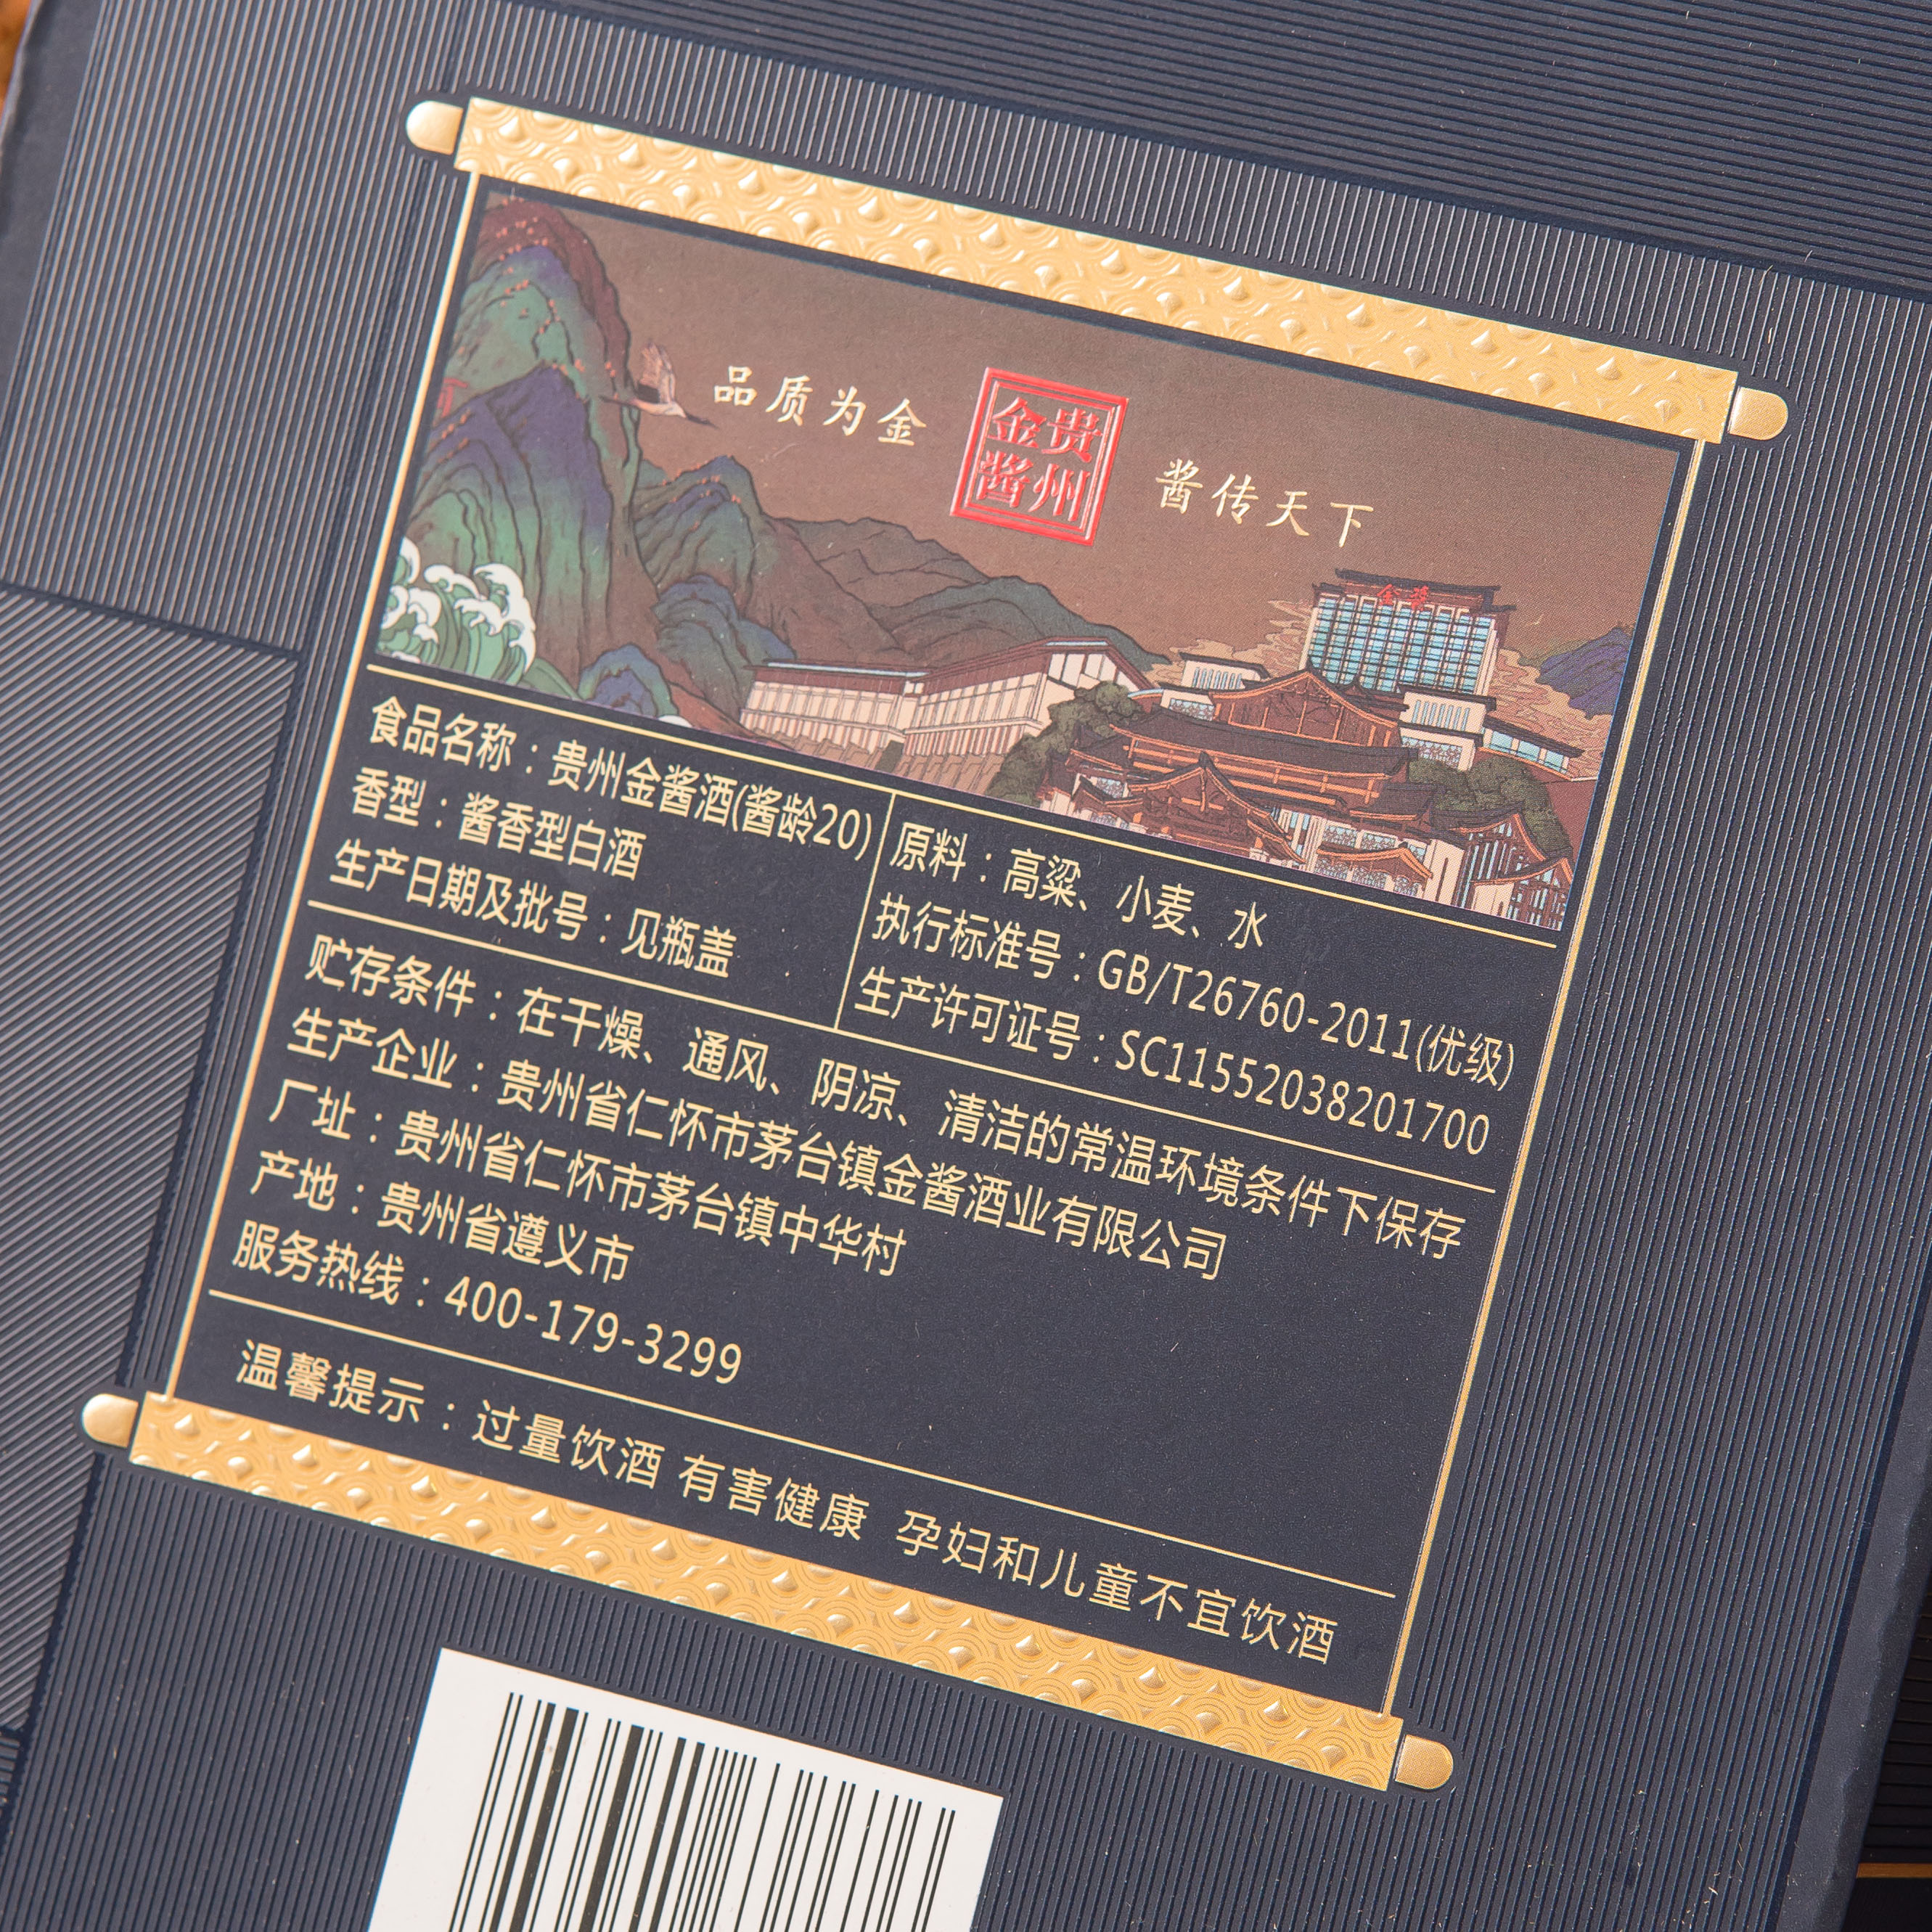 品质为金
贵州
金酱
酱传天下
金酱
食品名称：贵州金酱酒(酱龄20)
香型：酱香型白酒
生产日期及批号：见瓶盖
原料：高粱、小麦、水
执行标准号：GB/T26760-2011(优级)
生产许可证号：SC11552038201700
贮存条件：在干燥、通风、阴凉、清洁的常温环境条件下保存
生产企业：贵州省仁怀市茅台镇金酱酒业有限公司
厂址：贵州省仁怀市茅台镇中华村
产地：贵州省遵义市
服务热线：400-179-3299
温馨提示：过量饮酒 有害健康 孕妇和儿童不宜饮酒